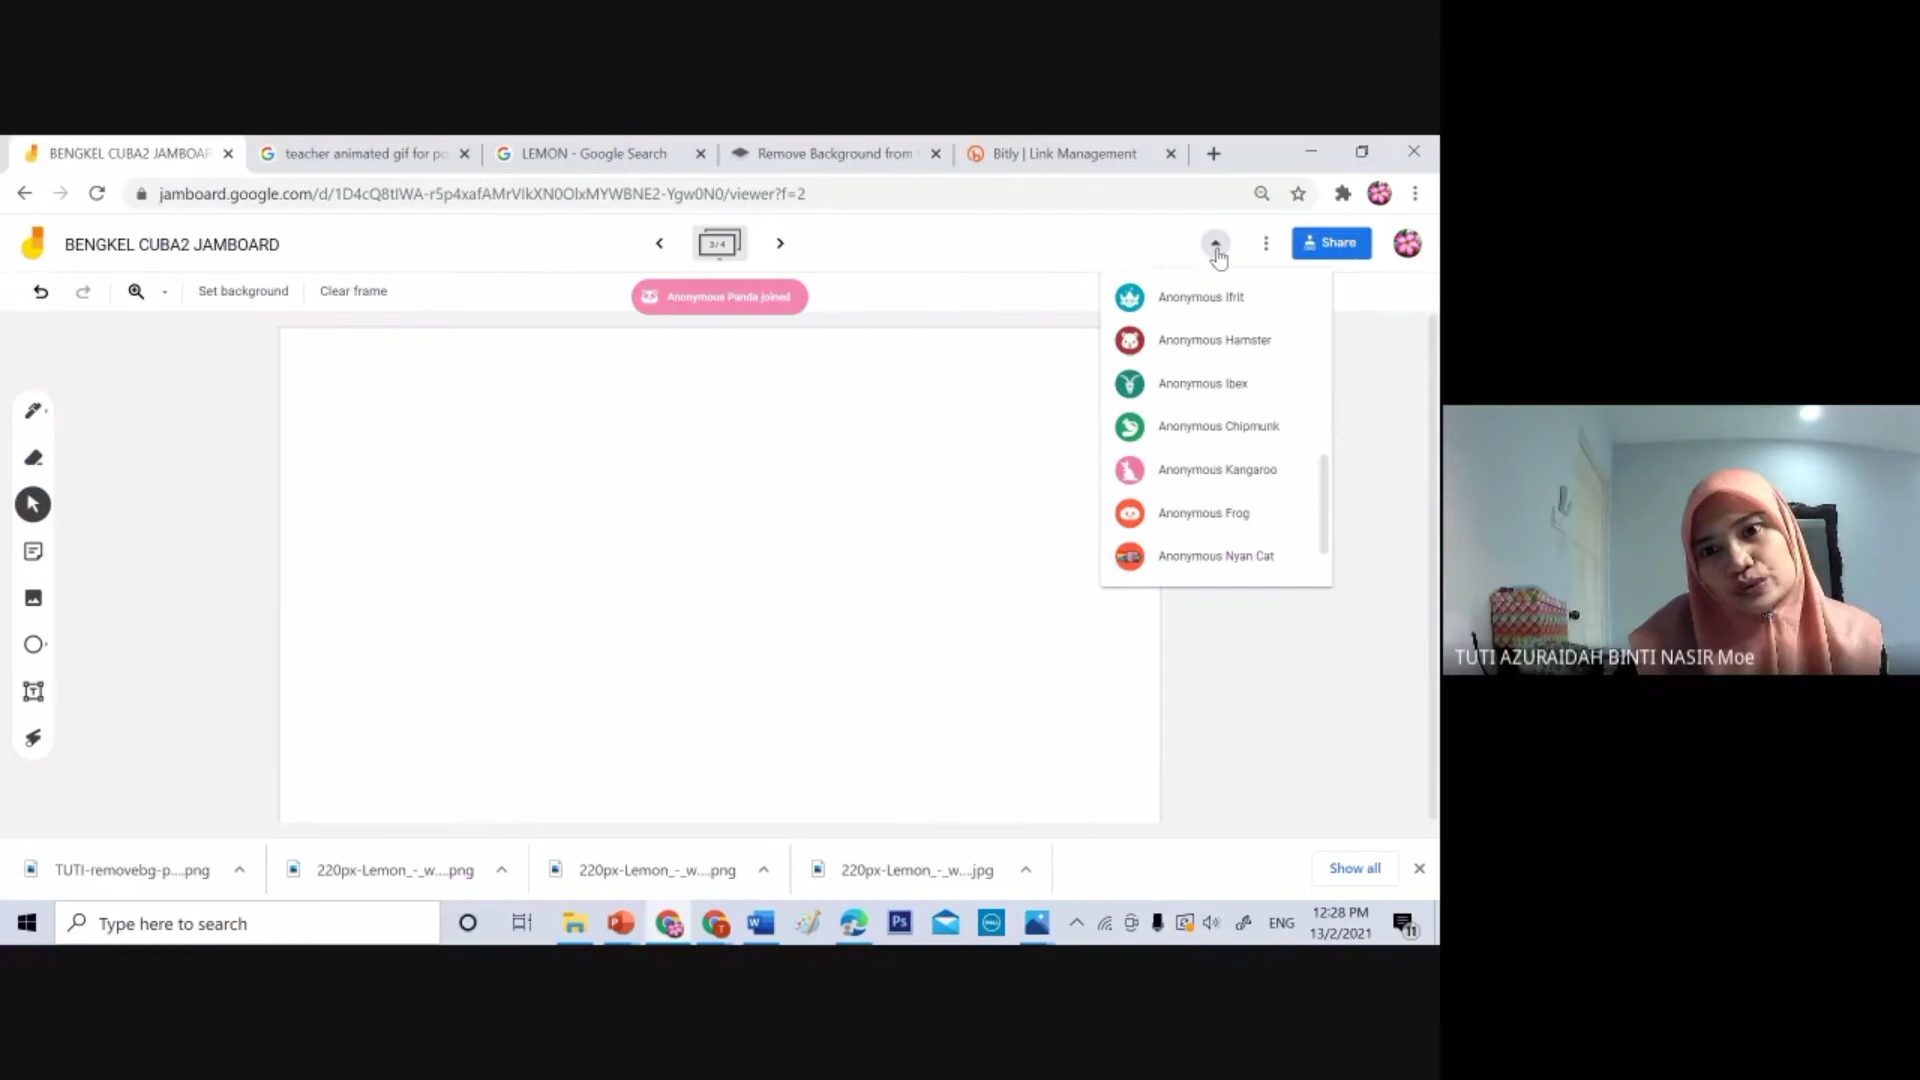 BENGKEL CUBA2 JAMBOAR
teacher animated gif for po
LEMON - Google Search
Remove Background from
Bitly | Link Management
jamboard.google.com/d/1D4cQ8tIWA-r5p4xafAMrVIkXN0OlxMYWBNE2-Ygw0N0/viewer?f=2
BENGKEL CUBA2 JAMBOARD
3/4
Share
Set background
Clear frame
Anonymous Panda joined
Anonymous Ifrit
Anonymous Hamster
Anonymous Ibex
Anonymous Chipmunk
Anonymous Kangaroo
Anonymous Frog
Anonymous Nyan Cat
TUTI AZURAIDAH BINTI NASIR Moe
TUTI-removebg-p....png
220px-Lemon_-_w....png
220px-Lemon_-_w....png
220px-Lemon_-_w....jpg
Show all
Type here to search
ENG
12:28 PM
13/2/2021
11